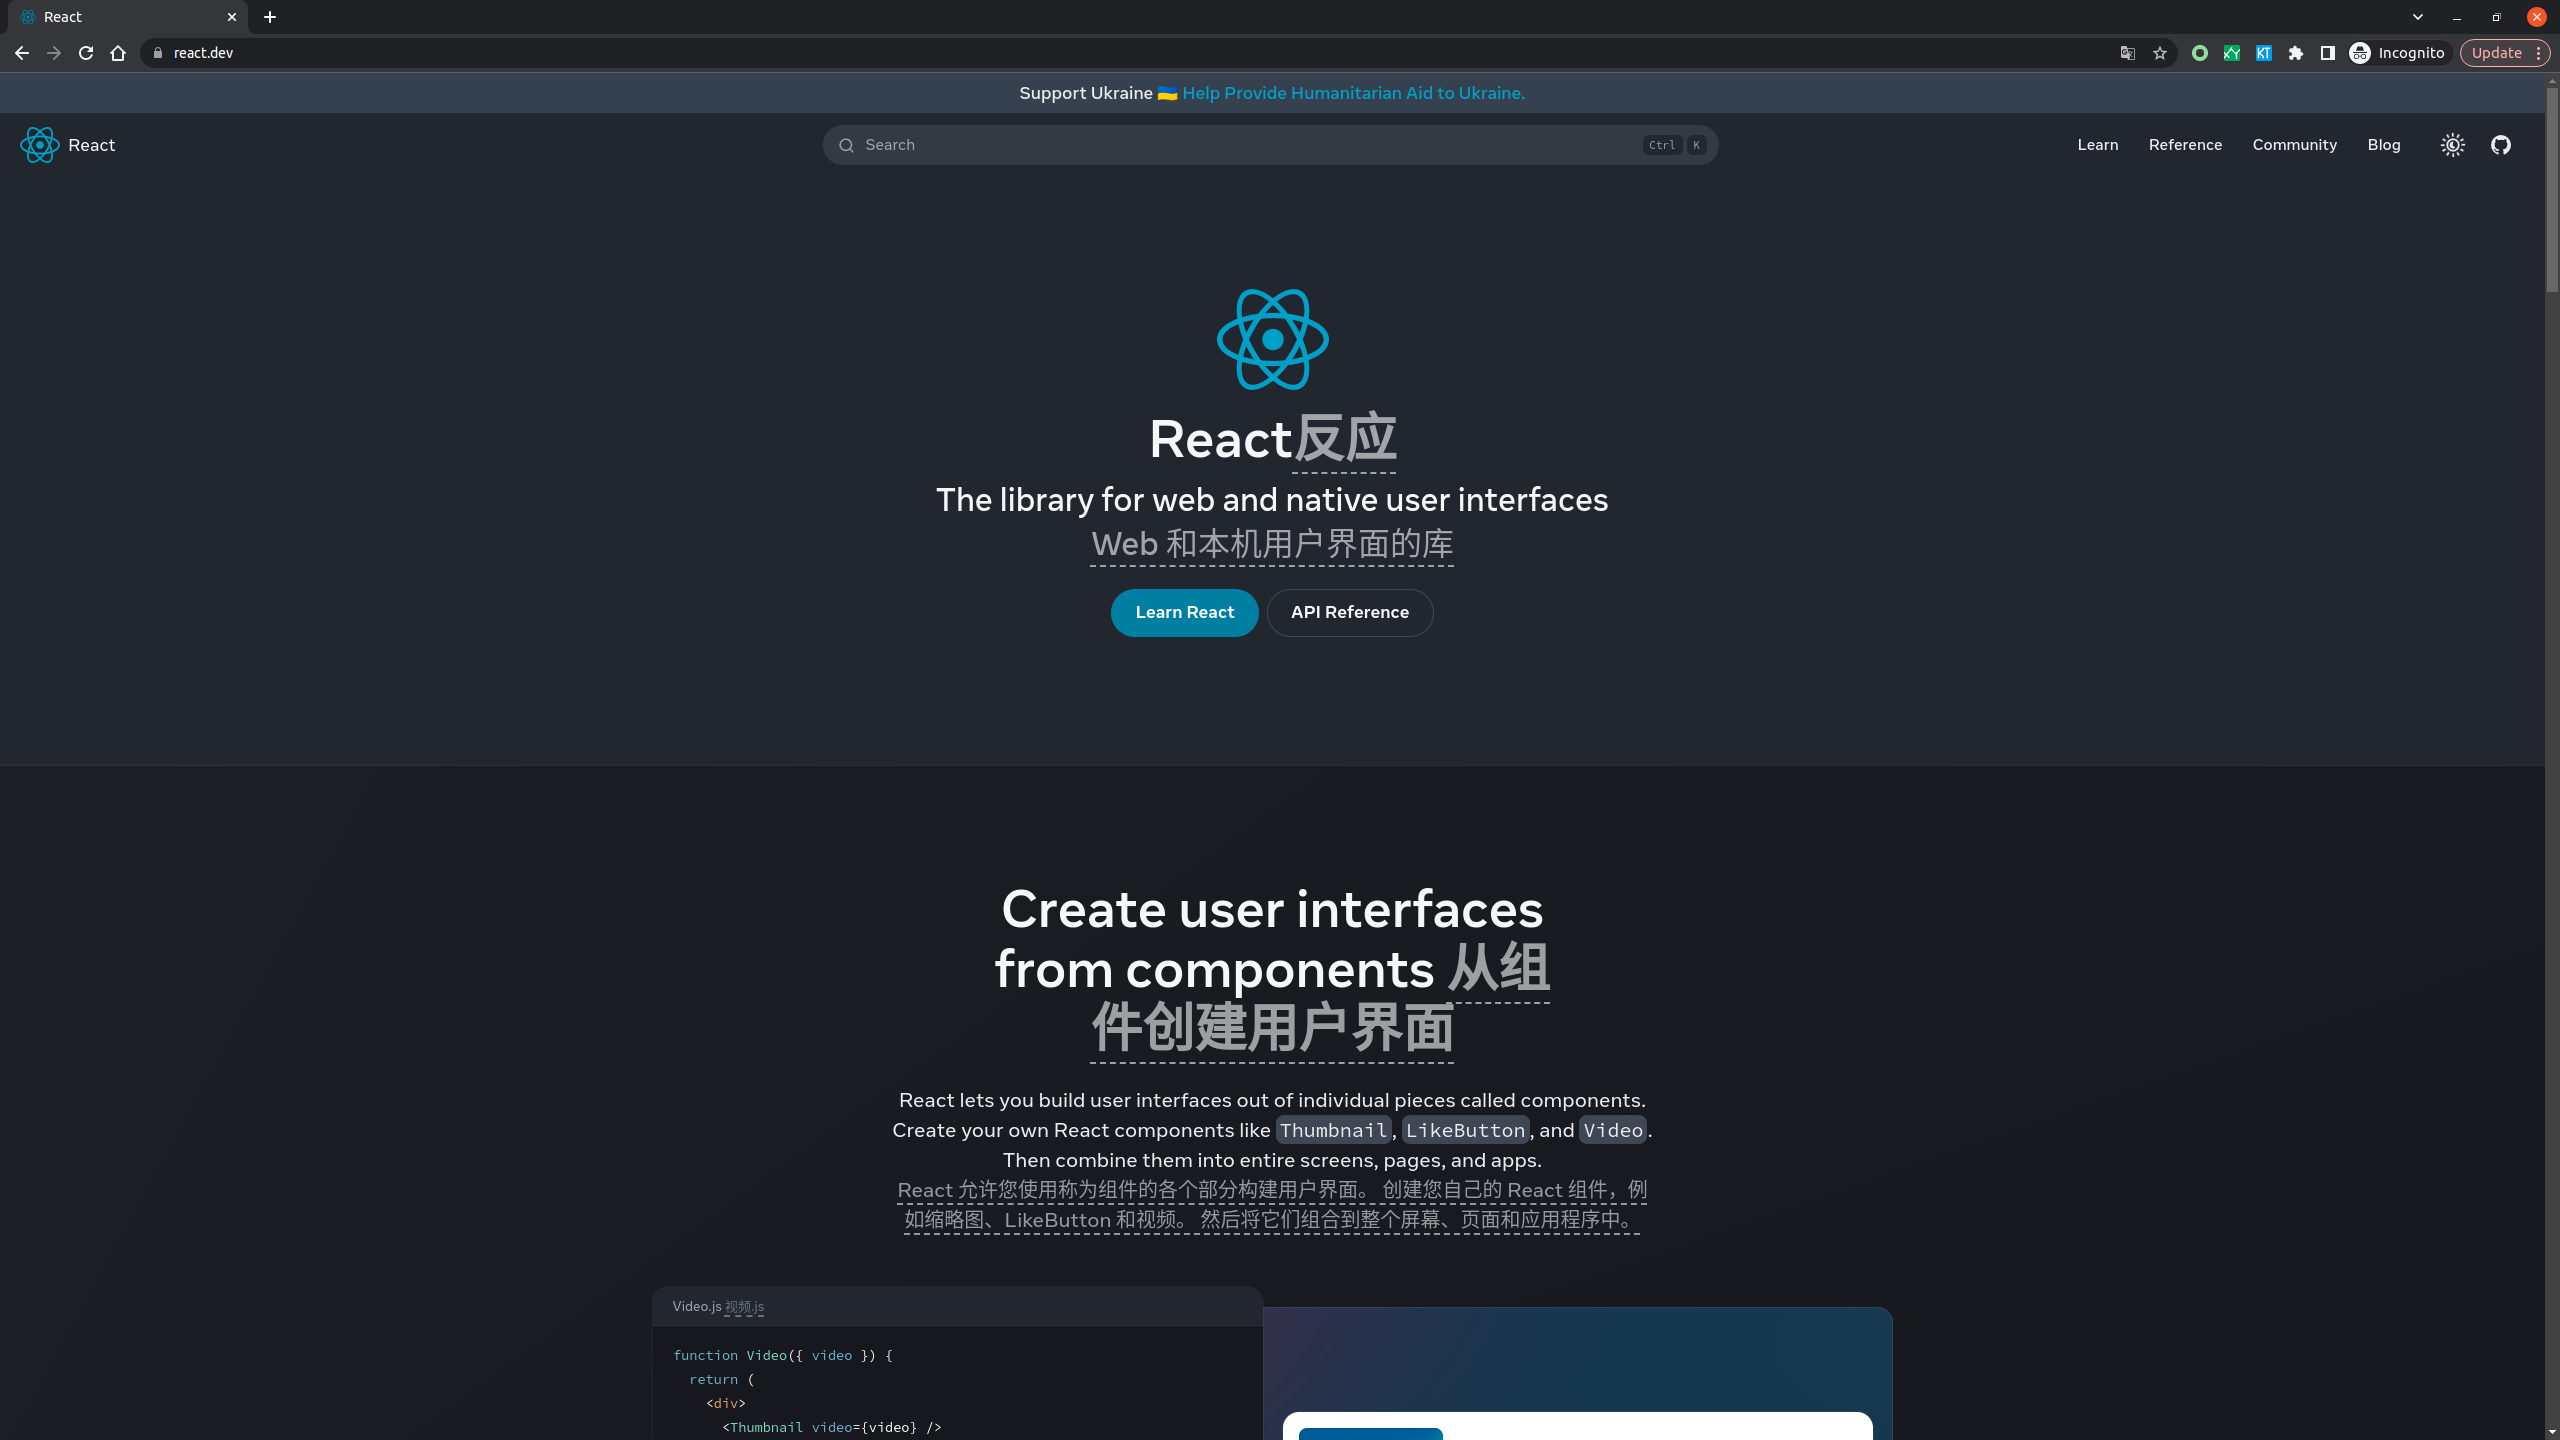 React
react.dev
Incognito
Update
Support Ukraine 🇺🇦 Help Provide Humanitarian Aid to Ukraine.
React
Search
Ctrl K
Learn
Reference
Community
Blog
React反应
The library for web and native user interfaces
Web 和本机用户界面的库
Learn React
API Reference
Create user interfaces
from components 从组
件创建用户界面
React lets you build user interfaces out of individual pieces called components.
Create your own React components like Thumbnail, LikeButton, and Video.
Then combine them into entire screens, pages, and apps.
React 允许您使用称为组件的各个部分构建用户界面。 创建您自己的 React 组件，例
如缩略图、LikeButton 和视频。 然后将它们组合到整个屏幕、页面和应用程序中。
Video.js 视频.js
function Video({ video }) {
return (
<div>
<Thumbnail video={video} />